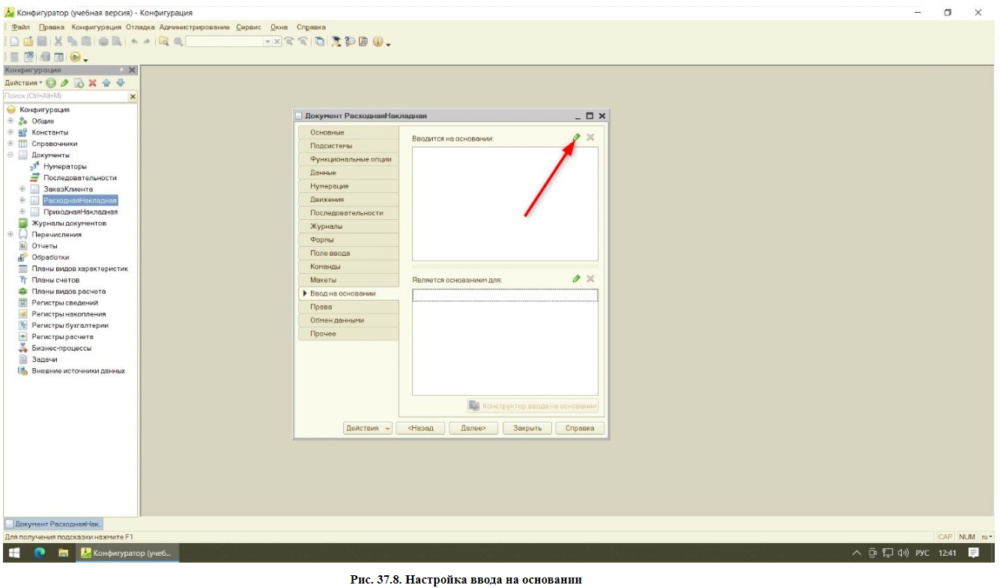 Конфигуратор (учебная версия) - Конфигурация
Файл Правка Конфигурация Отладка Администрирование Сервис Окна Справка
Конфигурация
Действия
Поиск (Ctrl+Alt+M)
Конфигурация
Общие
Константы
Справочники
Документы
Нумераторы
Последовательности
ЗаказКлиента
РасходнаяНакладная
ПриходнаяНакладная
Журналы документов
Перечисления
Отчеты
Обработки
Планы видов характеристик
Планы счетов
Планы видов расчета
Регистры сведений
Регистры накопления
Регистры бухгалтерии
Регистры расчета
Бизнес-процессы
Задачи
Внешние источники данных
Документ РасходнаяНакладная
Основные
Подсистемы
Функциональные опции
Данные
Нумерация
Движения
Последовательности
Журналы
Формы
Поле ввода
Команды
Макеты
Ввод на основании
Права
Обмен данными
Прочее
Вводится на основании:
Является основанием для:
Конструктор ввода на основании
Действия <Назад Далее> Закрыть Справка
Документ РасходнаяНак...
Для получения подсказки нажмите F1
CAP NUM ru
Конфигуратор (учеб...
РУС 12:41
Рис. 37.8. Настройка ввода на основании